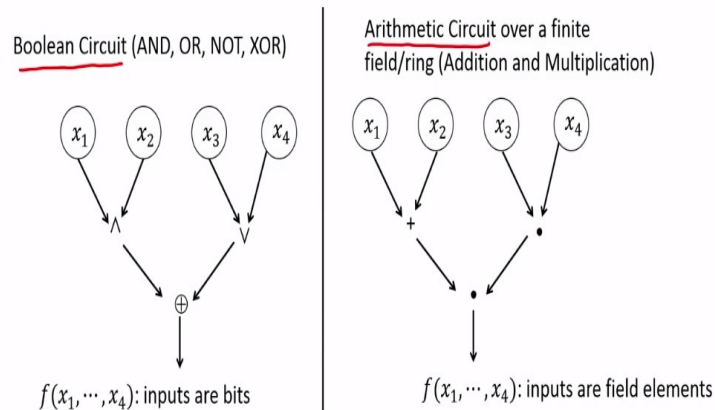 Boolean Circuit (AND, OR, NOT, XOR)
x₁ x₂ x₃ x₄
∧ ∨
⊕
f(x₁,⋯,x₄): inputs are bits
Arithmetic Circuit over a finite
field/ring (Addition and Multiplication)
x₁ x₂ x₃ x₄
+ •
•
f(x₁,⋯,x₄): inputs are field elements